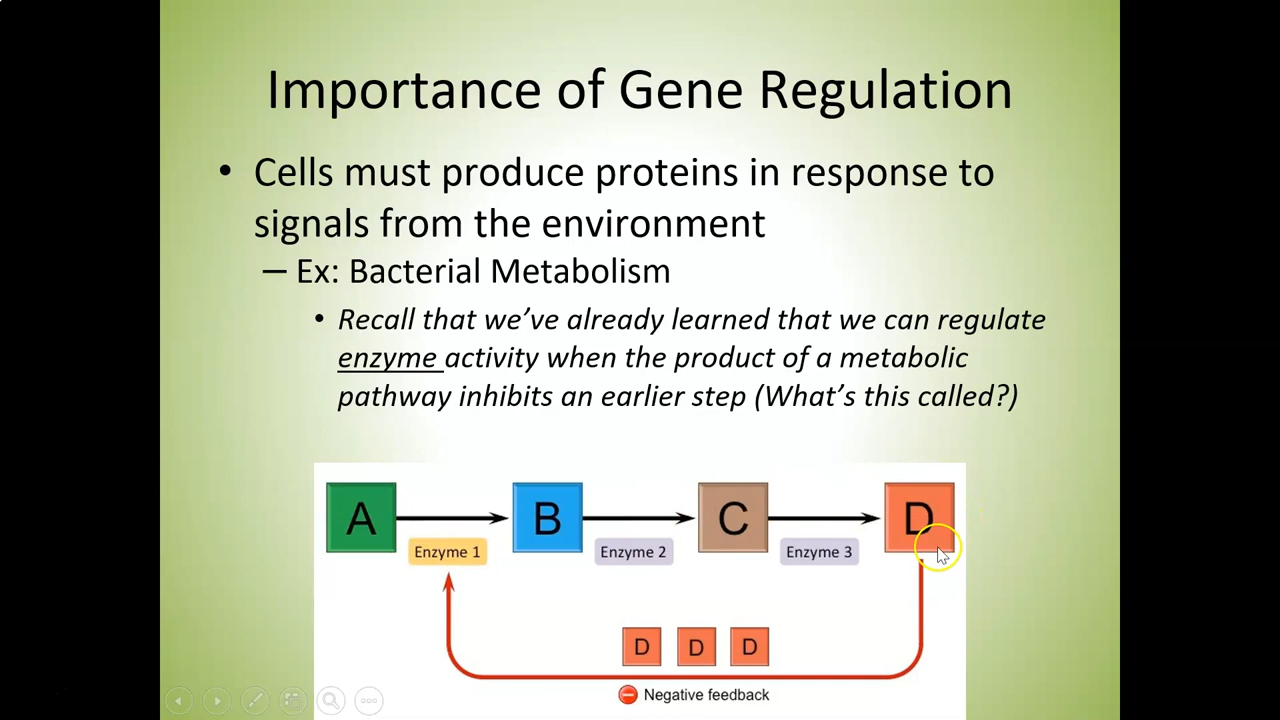 Importance of Gene Regulation
• Cells must produce proteins in response to
signals from the environment
– Ex: Bacterial Metabolism
• Recall that we’ve already learned that we can regulate
enzyme activity when the product of a metabolic
pathway inhibits an earlier step (What’s this called?)
A B C D
Enzyme 1 Enzyme 2 Enzyme 3
D D D
Negative feedback